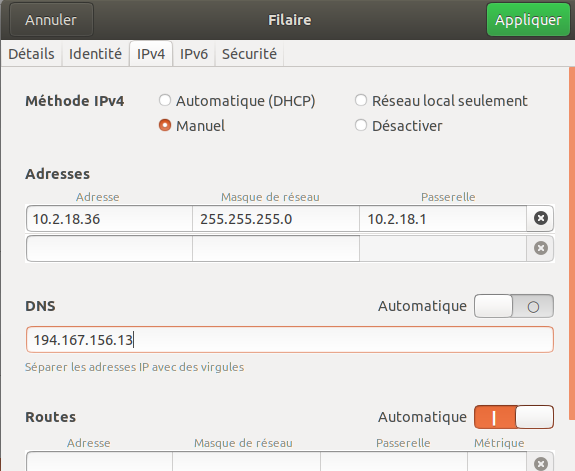 Annuler Filaire Appliquer
Détails Identité IPv4 IPv6 Sécurité
Méthode IPv4 Automatique (DHCP) Réseau local seulement
Manuel Désactiver
Adresses
Adresse Masque de réseau Passerelle
10.2.18.36 255.255.255.0 10.2.18.1
DNS Automatique
194.167.156.13
Séparer les adresses IP avec des virgules
Routes Automatique
Adresse Masque de réseau Passerelle Métrique